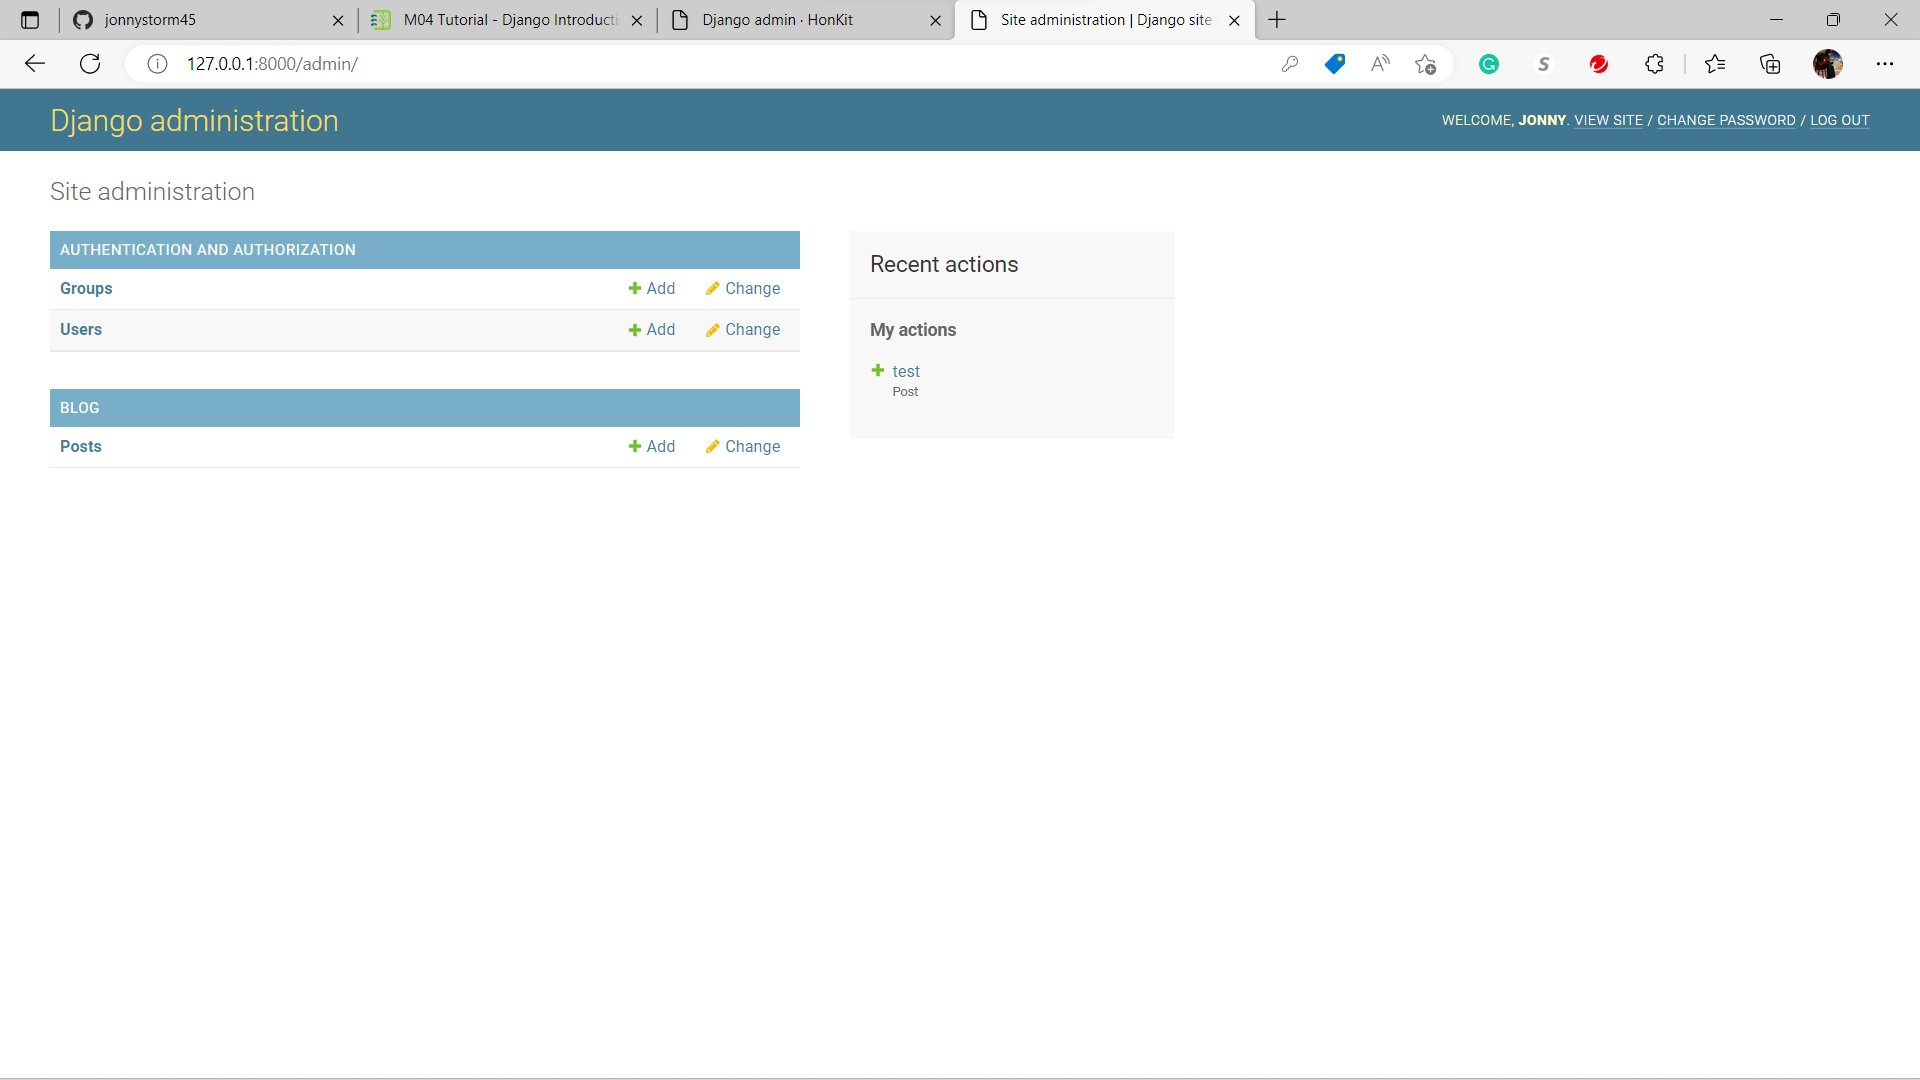 jonnystorm45
M04 Tutorial - Django Introducti
Django admin · HonKit
Site administration | Django site
127.0.0.1:8000/admin/
Django administration
WELCOME, JONNY. VIEW SITE / CHANGE PASSWORD / LOG OUT
Site administration
AUTHENTICATION AND AUTHORIZATION
Groups Add Change
Users Add Change
BLOG
Posts Add Change
Recent actions
My actions
test
Post